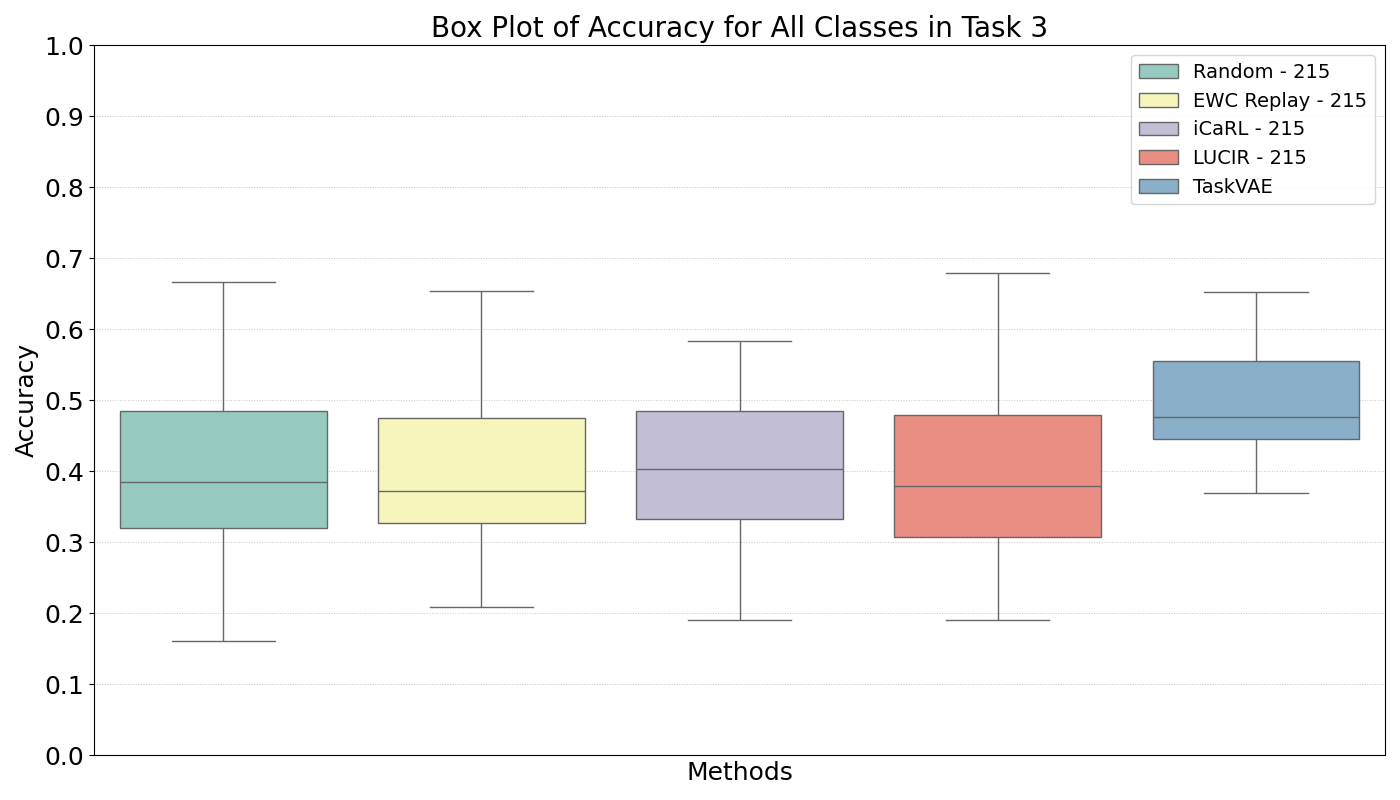 Box Plot of Accuracy for All Classes in Task 3
1.0
0.9
0.8
0.7
0.6
0.5
0.4
0.3
0.2
0.1
0.0
Accuracy
Methods
Random - 215
EWC Replay - 215
iCaRL - 215
LUCIR - 215
TaskVAE